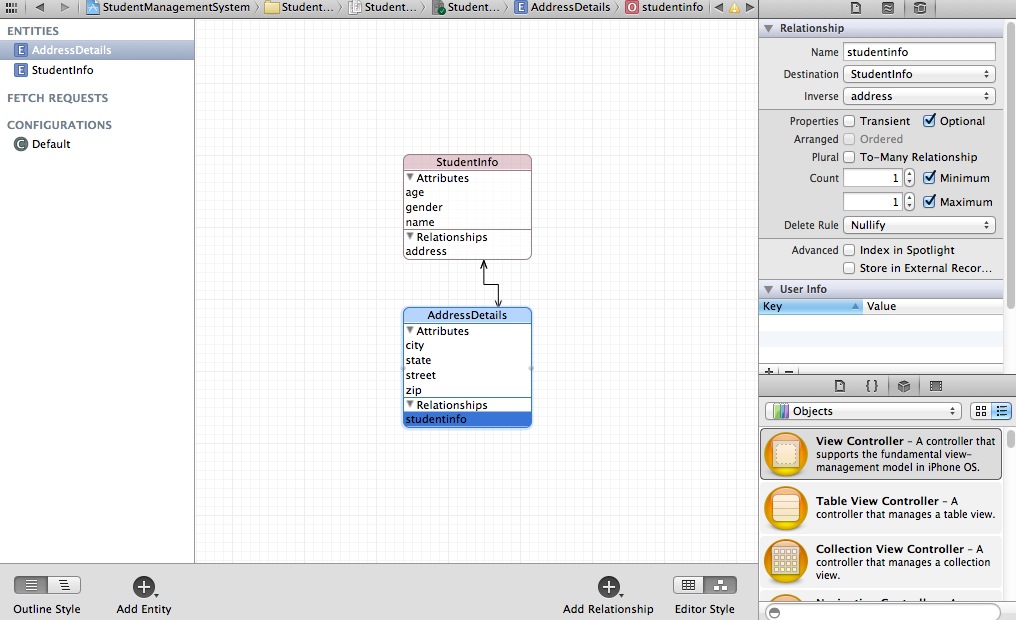 StudentManagementSystem Student... Student... Student... E AddressDetails O studentinfo
ENTITIES
E AddressDetails
E StudentInfo
FETCH REQUESTS
CONFIGURATIONS
C Default
StudentInfo
Attributes
age
gender
name
Relationships
address
AddressDetails
Attributes
city
state
street
zip
Relationships
studentinfo
Outline Style
Add Entity
Add Relationship
Editor Style
Relationship
Name studentinfo
Destination StudentInfo
Inverse address
Properties Transient Optional
Arranged Ordered
Plural To-Many Relationship
Count 1 Minimum
1 Maximum
Delete Rule Nullify
Advanced Index in Spotlight
Store in External Recor...
User Info
Key Value
+ −
{ }
Objects
View Controller - A controller that
supports the fundamental view-
management model in iPhone OS.
Table View Controller - A
controller that manages a table view.
Collection View Controller - A
controller that manages a collection
view.